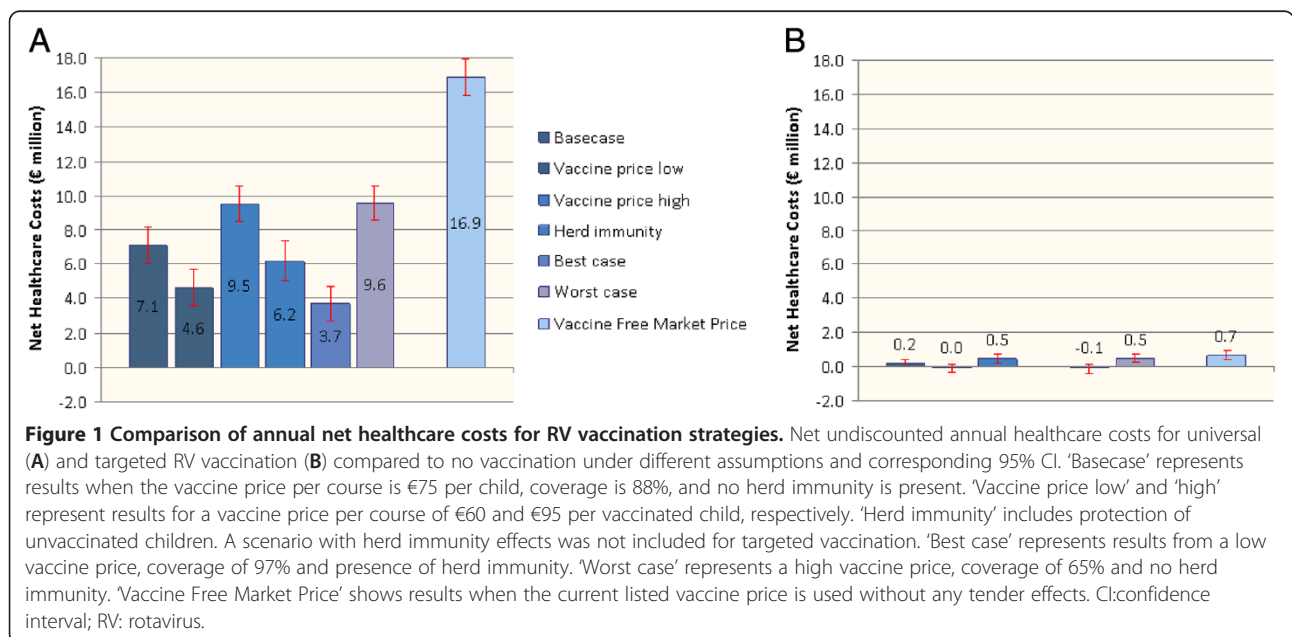 A
B
Net Healthcare Costs (€ million)
18.0
16.0
14.0
12.0
10.0
8.0
6.0
4.0
2.0
0.0
-2.0
7.1
4.6
9.5
6.2
3.7
9.6
16.9
Basecase
Vaccine price low
Vaccine price high
Herd immunity
Best case
Worst case
Vaccine Free Market Price
Net Healthcare Costs (€ million)
18.0
16.0
14.0
12.0
10.0
8.0
6.0
4.0
2.0
0.0
-2.0
0.2
0.0
0.5
-0.1
0.5
0.7
Figure 1 Comparison of annual net healthcare costs for RV vaccination strategies. Net undiscounted annual healthcare costs for universal
(A) and targeted RV vaccination (B) compared to no vaccination under different assumptions and corresponding 95% CI. ‘Basecase’ represents
results when the vaccine price per course is €75 per child, coverage is 88%, and no herd immunity is present. ‘Vaccine price low’ and ‘high’
represent results for a vaccine price per course of €60 and €95 per vaccinated child, respectively. ‘Herd immunity’ includes protection of
unvaccinated children. A scenario with herd immunity effects was not included for targeted vaccination. ‘Best case’ represents results from a low
vaccine price, coverage of 97% and presence of herd immunity. ‘Worst case’ represents a high vaccine price, coverage of 65% and no herd
immunity. ‘Vaccine Free Market Price’ shows results when the current listed vaccine price is used without any tender effects. CI:confidence
interval; RV: rotavirus.